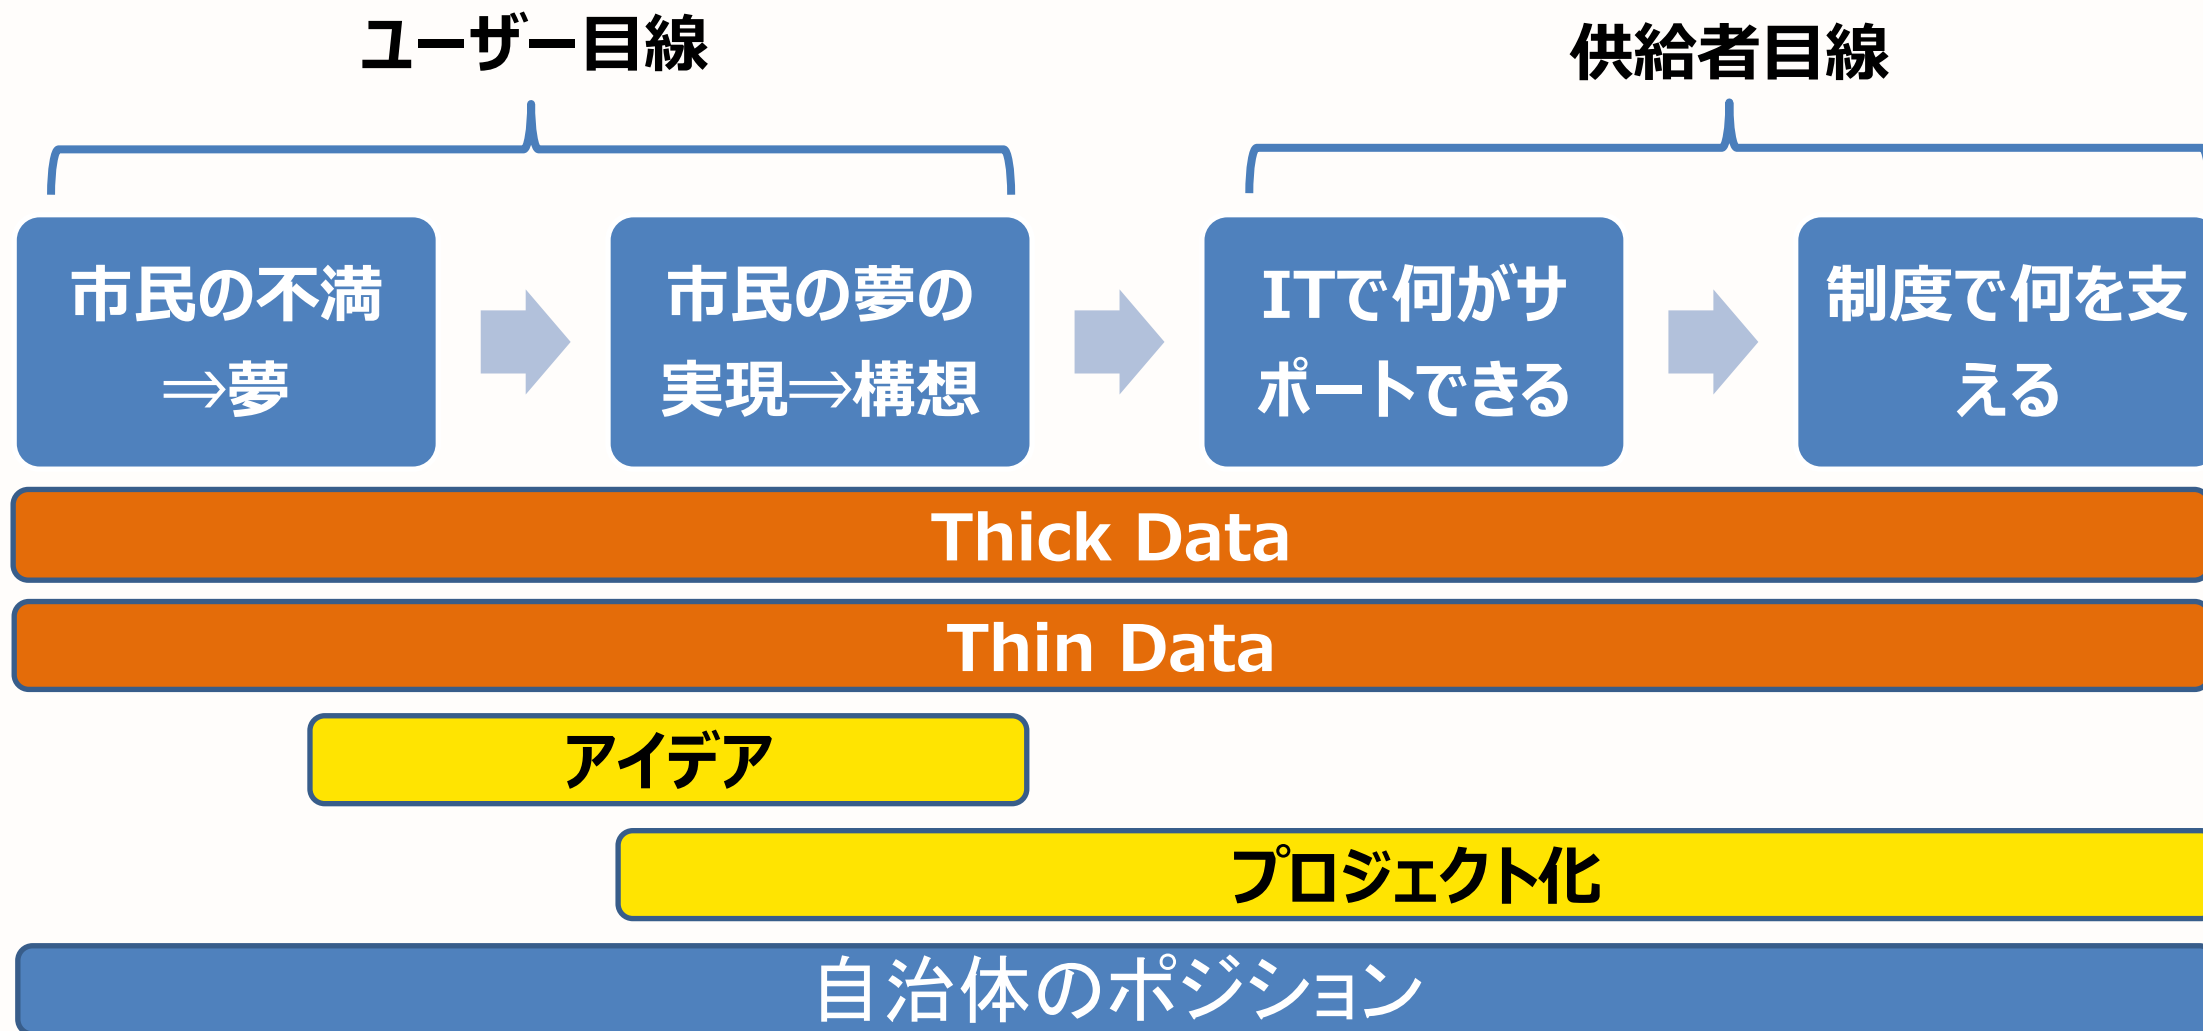 ユーザー目線
供給者目線
市民の不満
⇒夢
市民の夢の
実現⇒構想
ITで何がサ
ポートできる
制度で何を支
える
Thick Data
Thin Data
アイデア
プロジェクト化
自治体のポジション